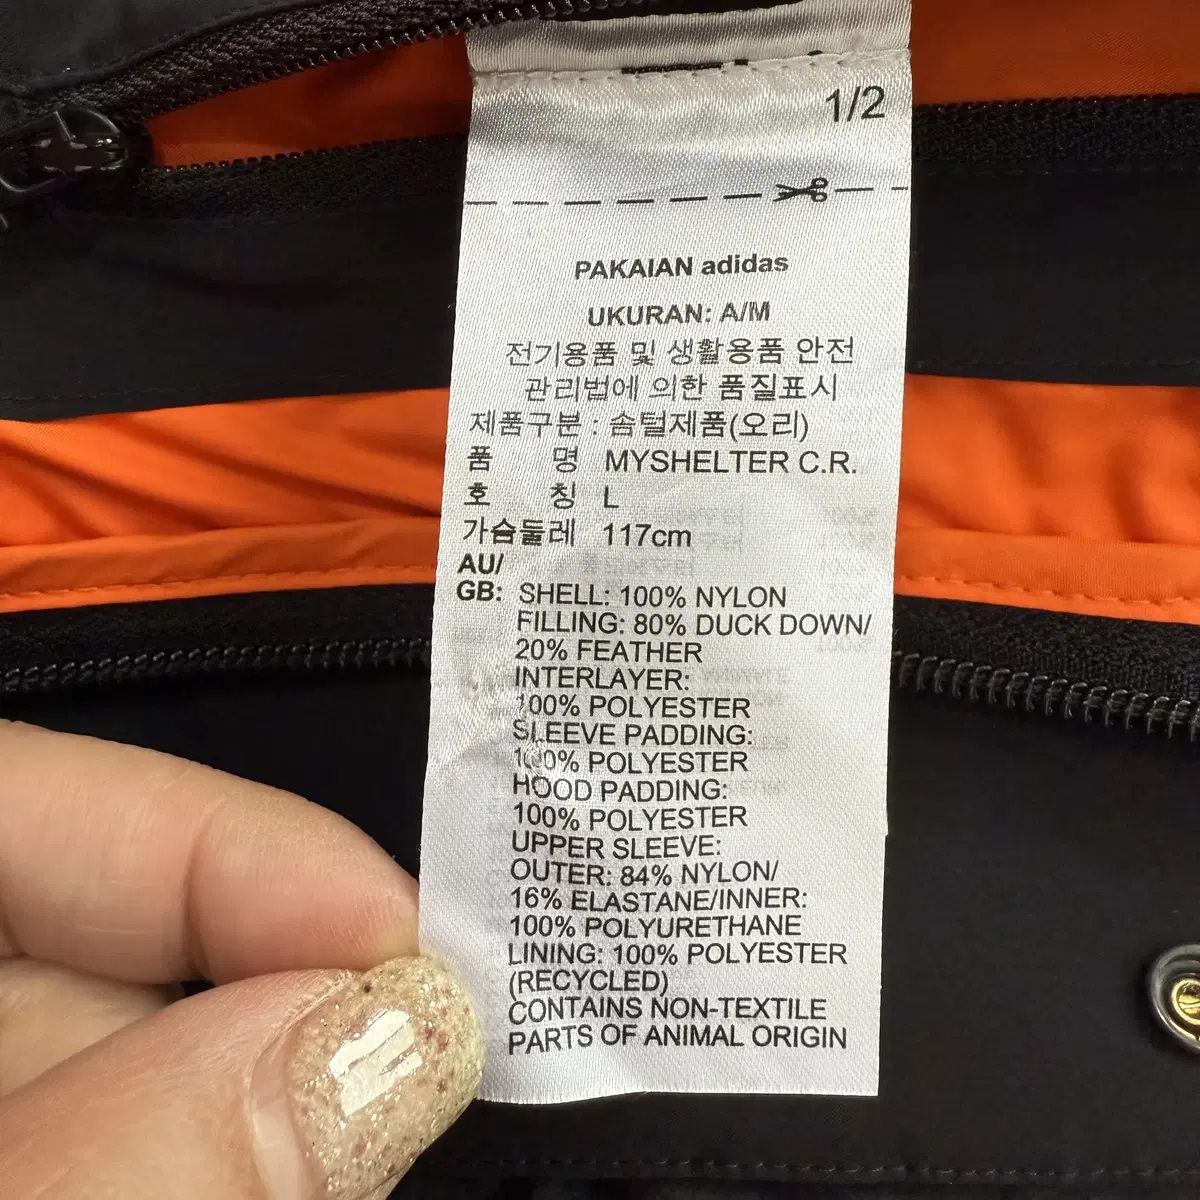 1/2
PAKAIAN adidas
UKURAN: A/M
전기용품 및 생활용품 안전
관리법에 의한 품질표시
제품구분 : 솜털제품(오리)
품 명 MYSHELTER C.R.
호 칭 L
가슴둘레 117cm
AU/
GB: SHELL: 100% NYLON
FILLING: 80% DUCK DOWN/
20% FEATHER
INTERLAYER:
100% POLYESTER
SLEEVE PADDING:
100% POLYESTER
HOOD PADDING:
100% POLYESTER
UPPER SLEEVE:
OUTER: 84% NYLON/
16% ELASTANE/INNER:
100% POLYURETHANE
LINING: 100% POLYESTER
(RECYCLED)
CONTAINS NON-TEXTILE
PARTS OF ANIMAL ORIGIN